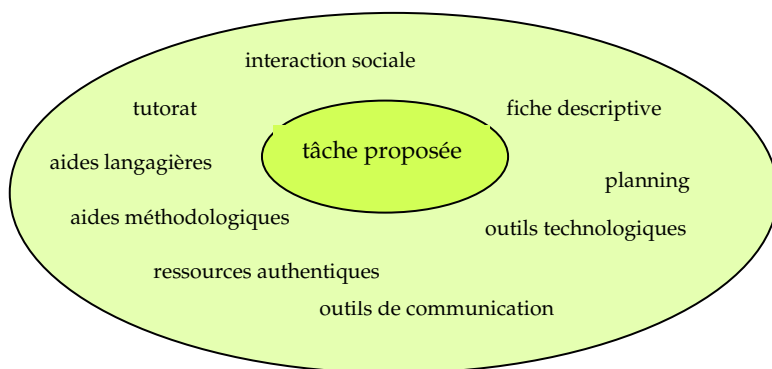 interaction sociale
tutorat
fiche descriptive
tâche proposée
aides langagières
planning
aides méthodologiques
outils technologiques
ressources authentiques
outils de communication